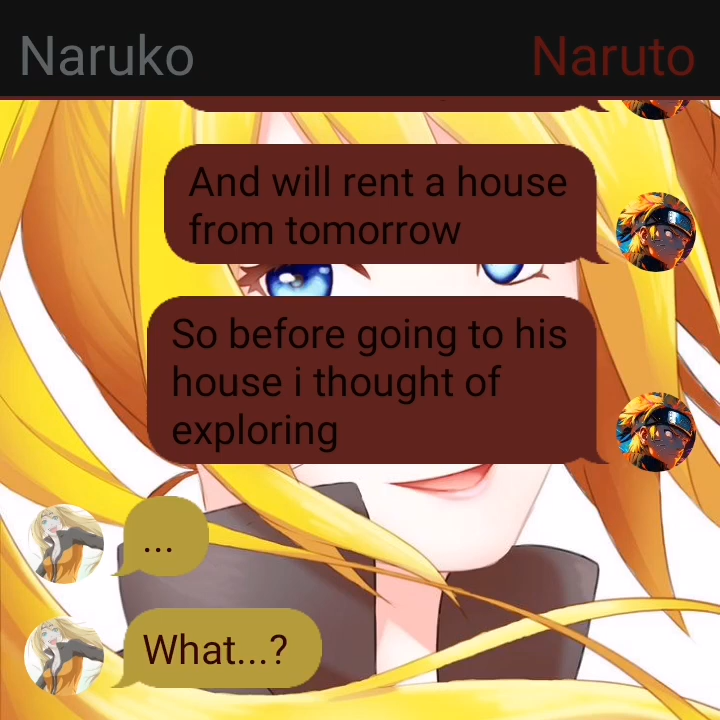 Naruko
Naruto
And will rent a house
from tomorrow
So before going to his
house i thought of
exploring
...
What...?